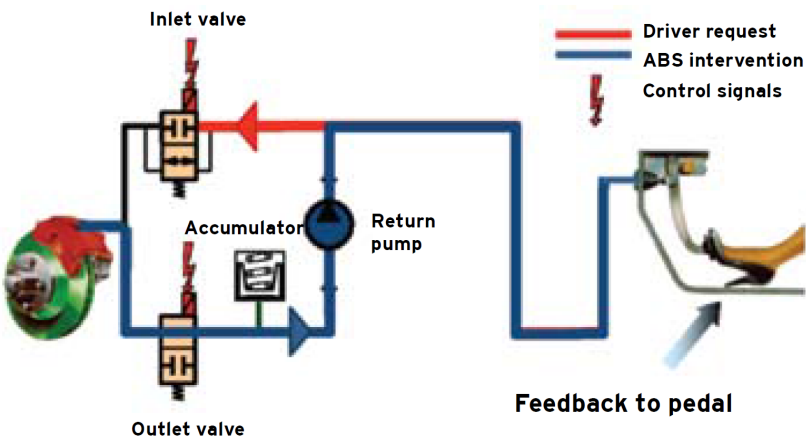 Inlet valve
Driver request
ABS intervention
Control signals
Accumulator
Return
pump
Feedback to pedal
Outlet valve